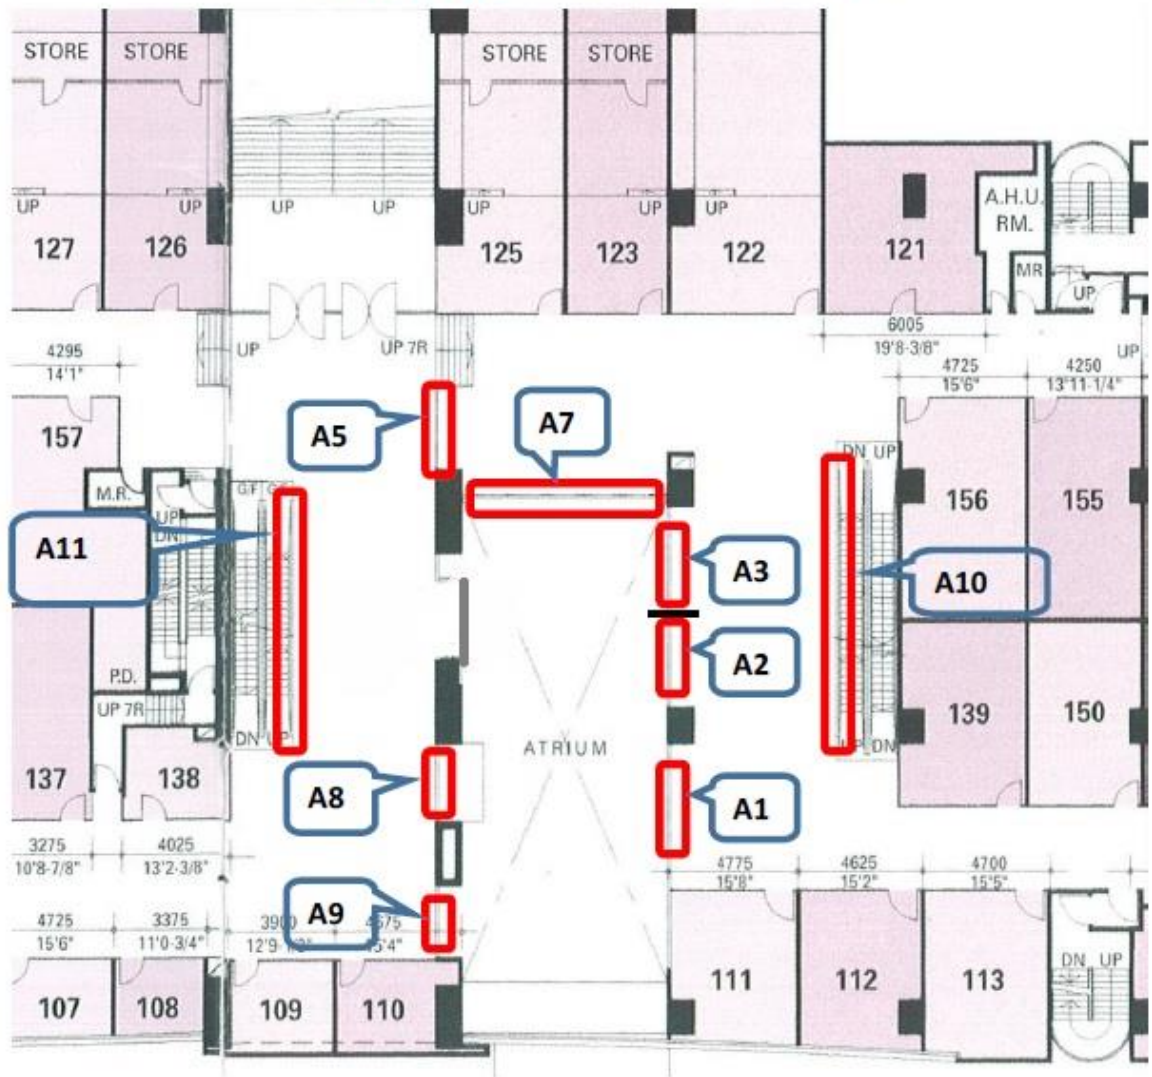 STORE STORE STORE STORE
UP UP UP UP UP UP UP
127 126 125 123 122 121
A.H.U.
RM.
MR
UP
6005
19'8-3/8"
UP UP 7R UP
4295
14'1"
4725
15'6"
4250
13'11-1/4"
157
A5
A7
DN UP
M.R.
G/F
UP
DN
A11
156 155
A3
A10
A2
P.D.
UP 7R
139 150
DN UP
ATRIUM
UP DN
137 138
A8
A1
3275
10'8-7/8"
4025
13'2-3/8"
4775
15'8"
4625
15'2"
4700
15'5"
A9
4725
15'6"
3375
11'0-3/4"
3900
107 108 109 110
111 112 113
DN UP